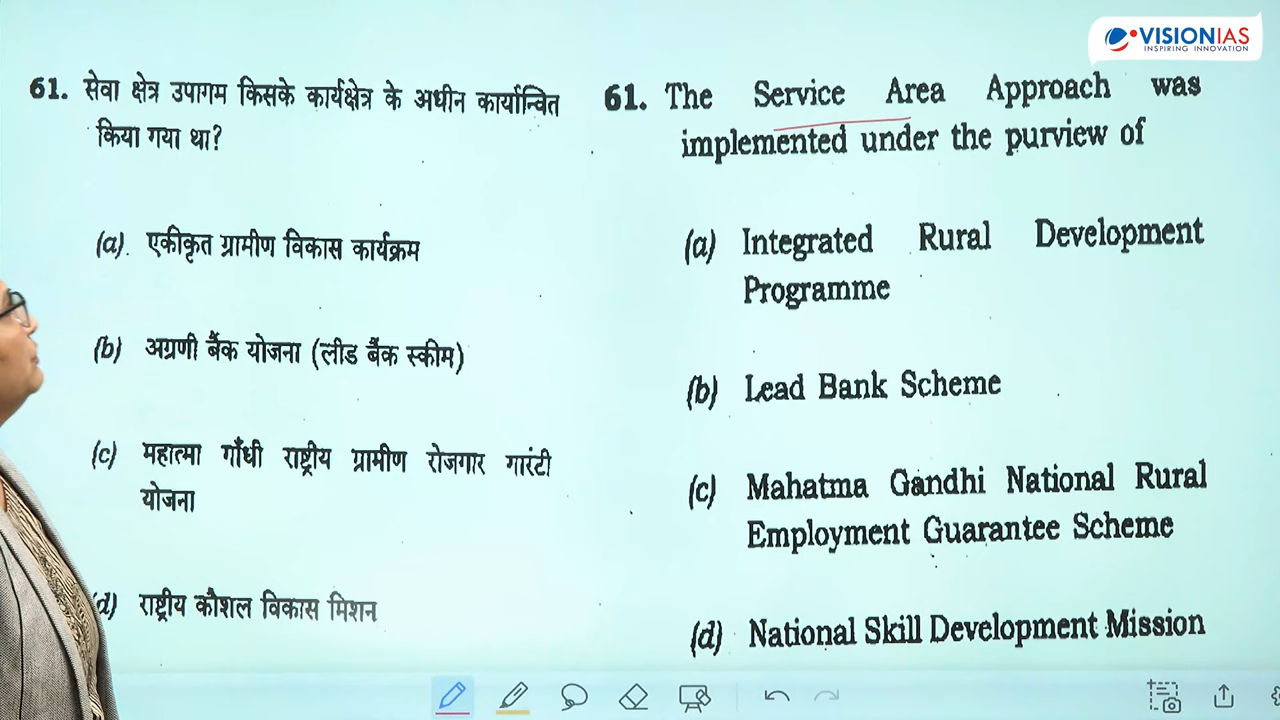 VISIONIAS
INSPIRING INNOVATION
61. सेवा क्षेत्र उपागम किसके कार्यक्षेत्र के अधीन कार्यान्वित
किया गया था?
(a). एकीकृत ग्रामीण विकास कार्यक्रम
(b) अग्रणी बैंक योजना (लीड बैंक स्कीम)
(c) महात्मा गाँधी राष्ट्रीय ग्रामीण रोजगार गारंटी
योजना
(d) राष्ट्रीय कौशल विकास मिशन
61. The Service Area Approach was
implemented under the purview of
(a) Integrated Rural Development
Programme
(b) Lead Bank Scheme
(c) Mahatma Gandhi National Rural
Employment Guarantee Scheme
(d) National Skill Development Mission